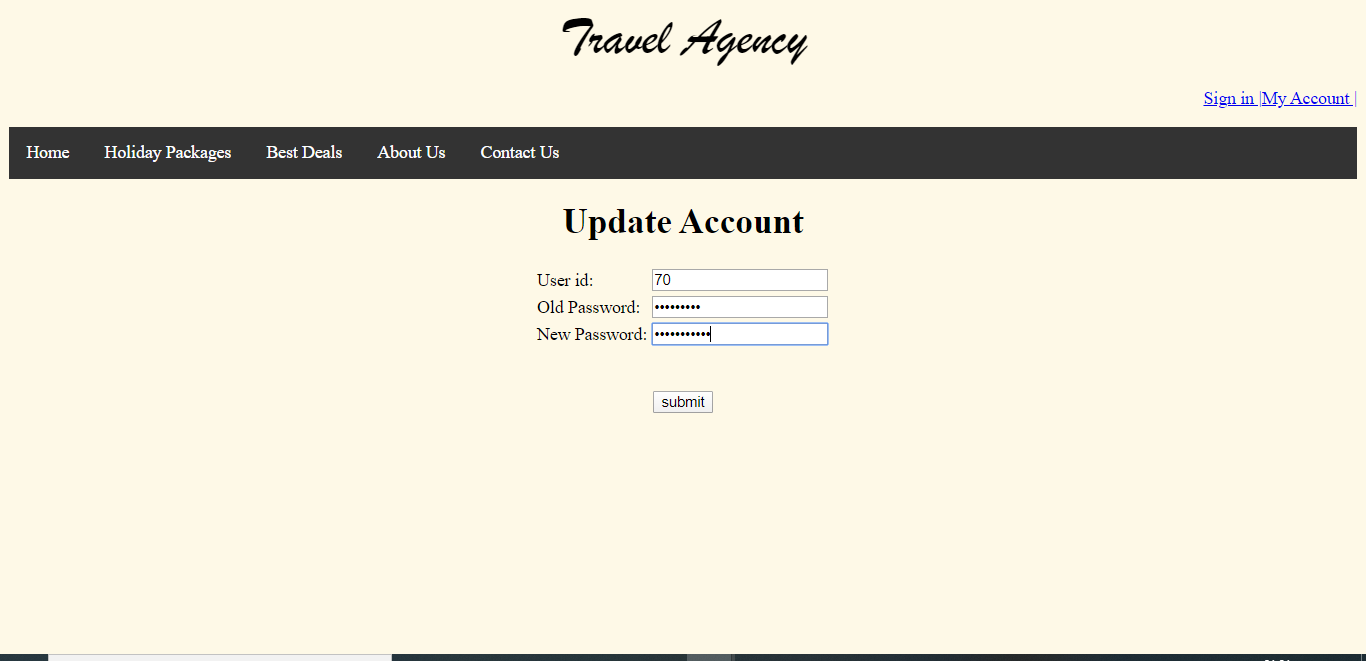 Travel Agency
Sign in |My Account |
Home Holiday Packages Best Deals About Us Contact Us
Update Account
User id: 70
Old Password: •••••••••
New Password: •••••••••••
submit